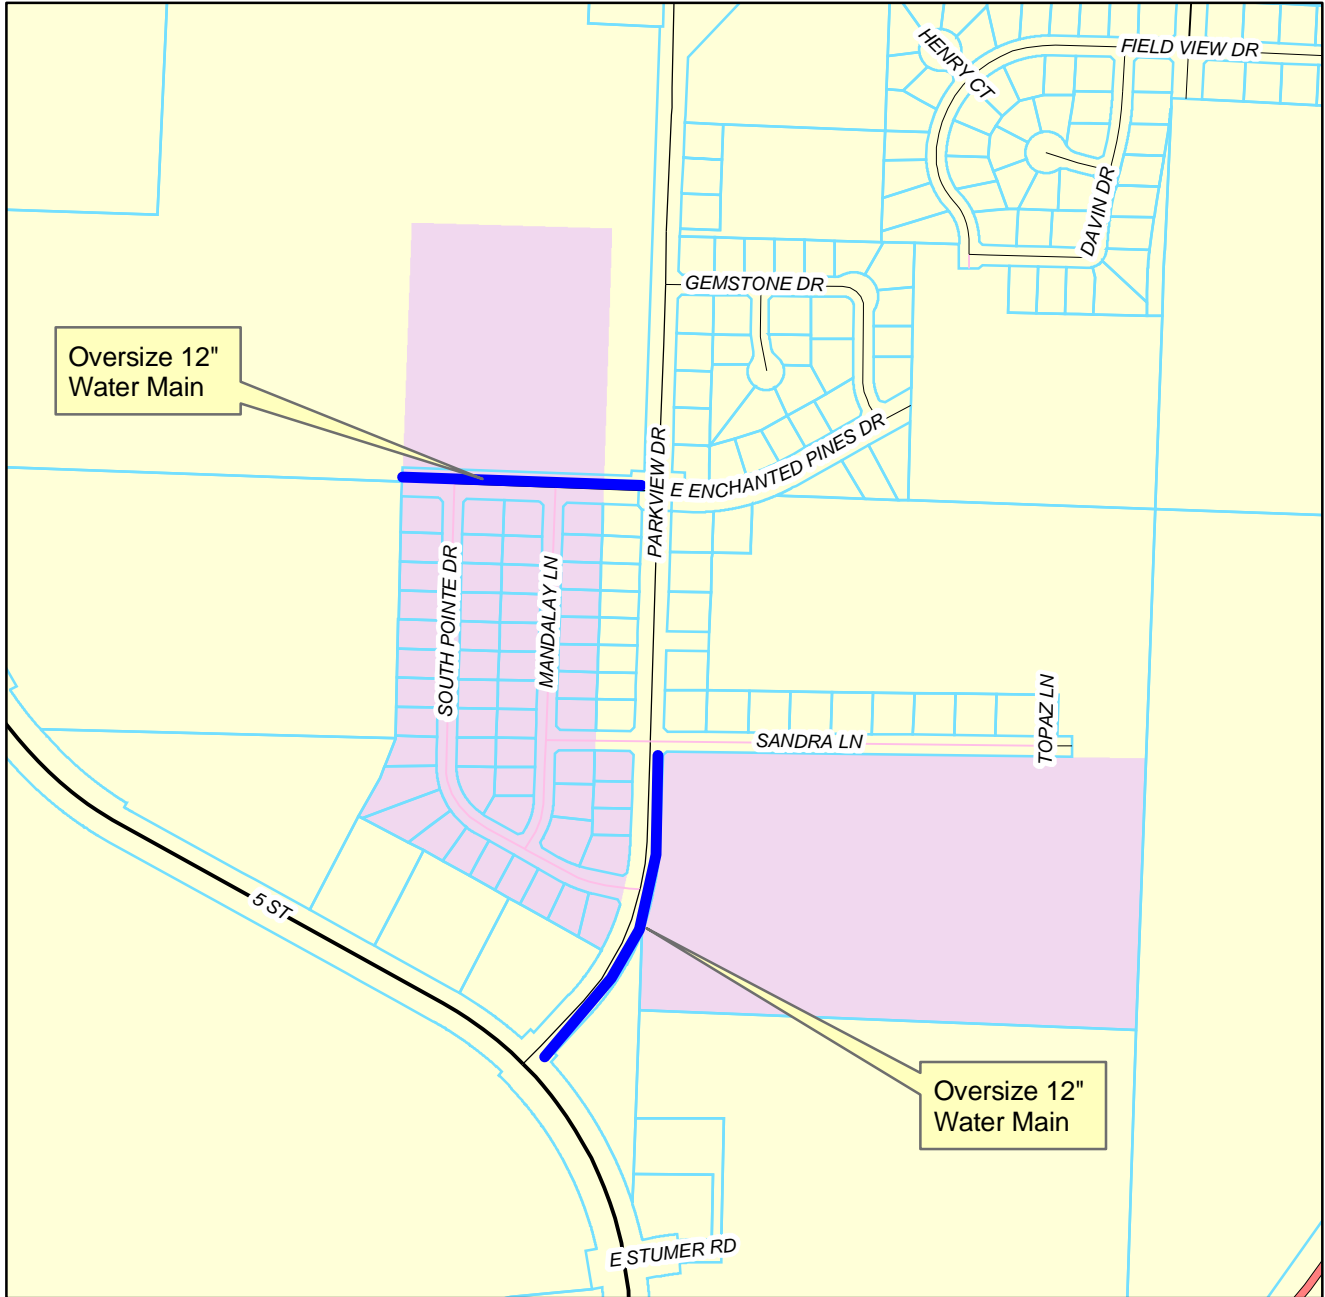 HENRY CT
FIELD VIEW DR
DAVIN DR
GEMSTONE DR
Oversize 12"
Water Main
E ENCHANTED PINES DR
PARKVIEW DR
SOUTH POINTE DR
MANDALAY LN
SANDRA LN
TOPAZ LN
5 ST
Oversize 12"
Water Main
E STUMER RD